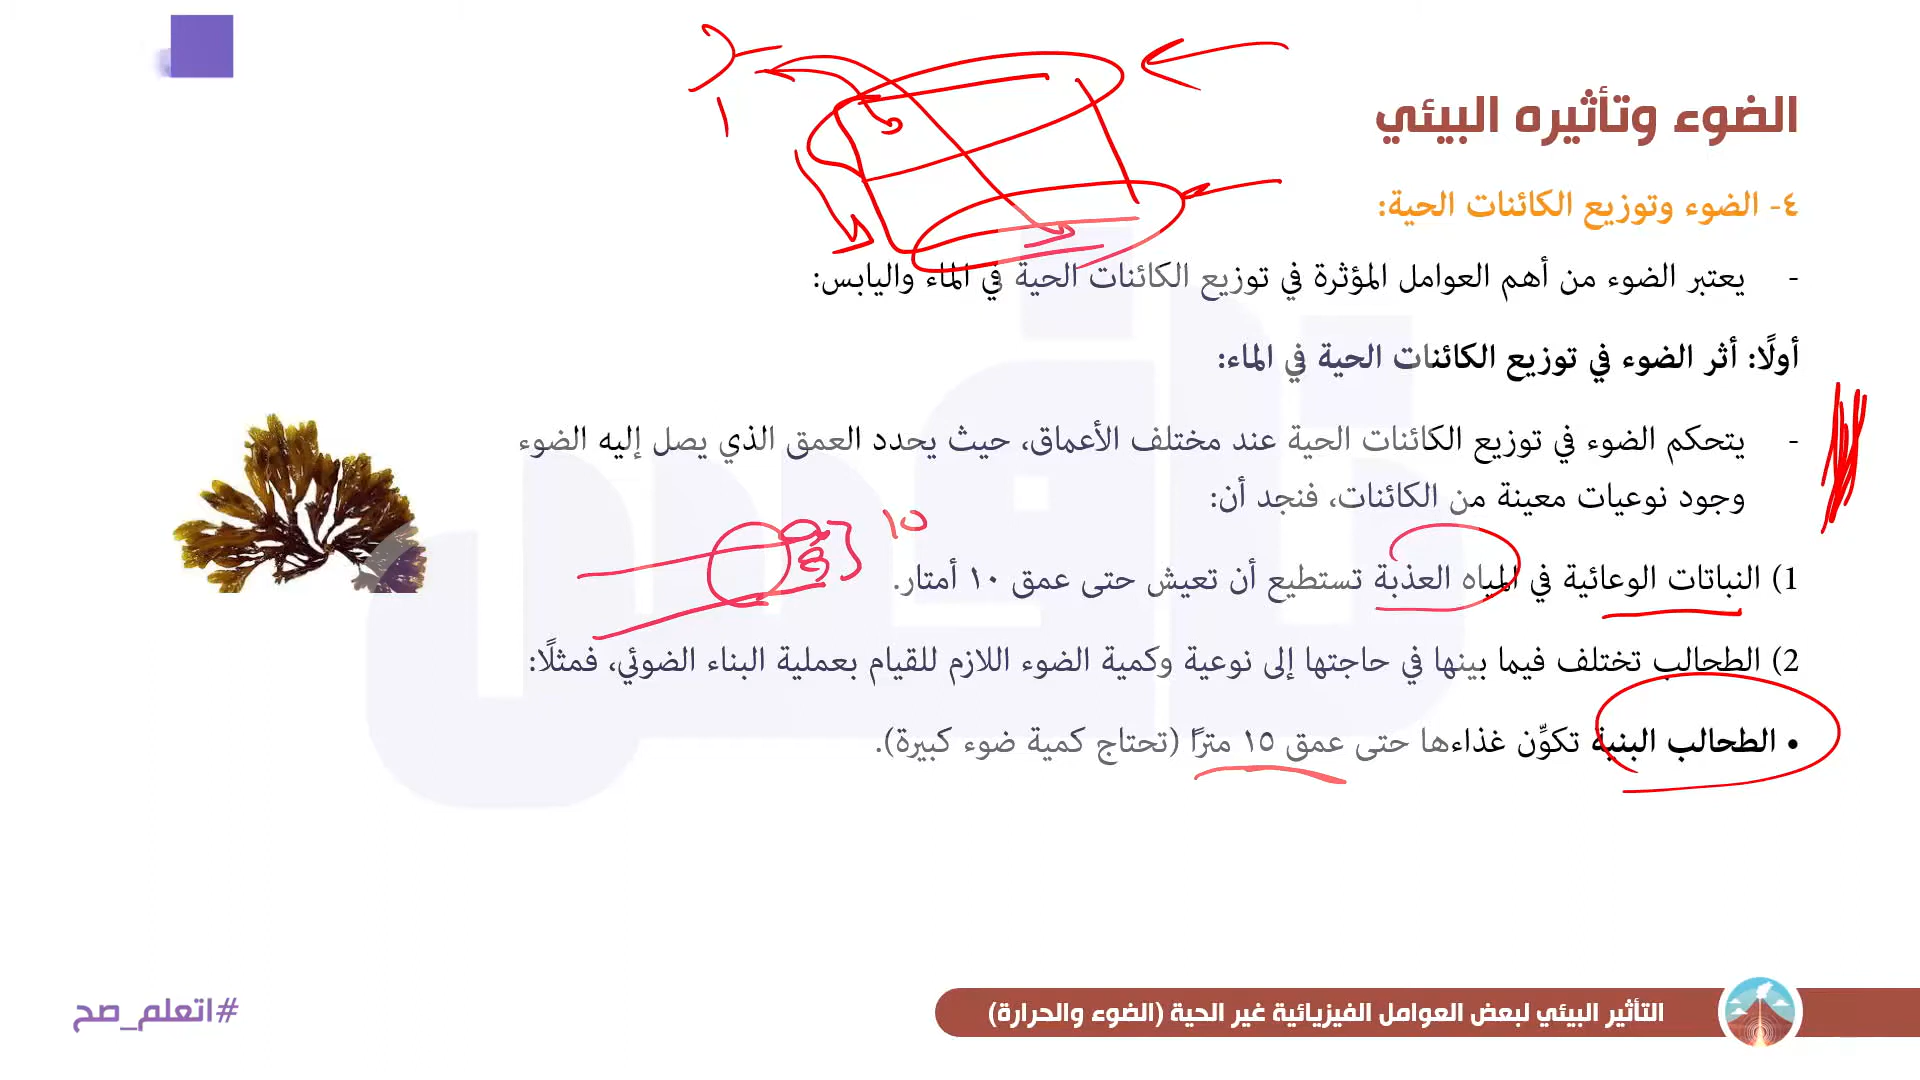 الضوء وتأثيره البيئي
٤- الضوء وتوزيع الكائنات الحية:
- يعتبر الضوء من أهم العوامل المؤثرة في توزيع الكائنات الحية في الماء واليابس:
أولًا: أثر الضوء في توزيع الكائنات الحية في الماء:
- يتحكم الضوء في توزيع الكائنات الحية عند مختلف الأعماق، حيث يحدد العمق الذي يصل إليه الضوء
وجود نوعيات معينة من الكائنات، فنجد أن:
١٥
1) النباتات الوعائية في المياه العذبة تستطيع أن تعيش حتى عمق ١٠ أمتار.
2) الطحالب تختلف فيما بينها في حاجتها إلى نوعية وكمية الضوء اللازم للقيام بعملية البناء الضوئي، فمثلًا:
• الطحالب البنية تكوِّن غذاءها حتى عمق ١٥ مترًا (تحتاج كمية ضوء كبيرة).
التأثير البيئي لبعض العوامل الفيزيائية غير الحية (الضوء والحرارة)
#اتعلم_صح